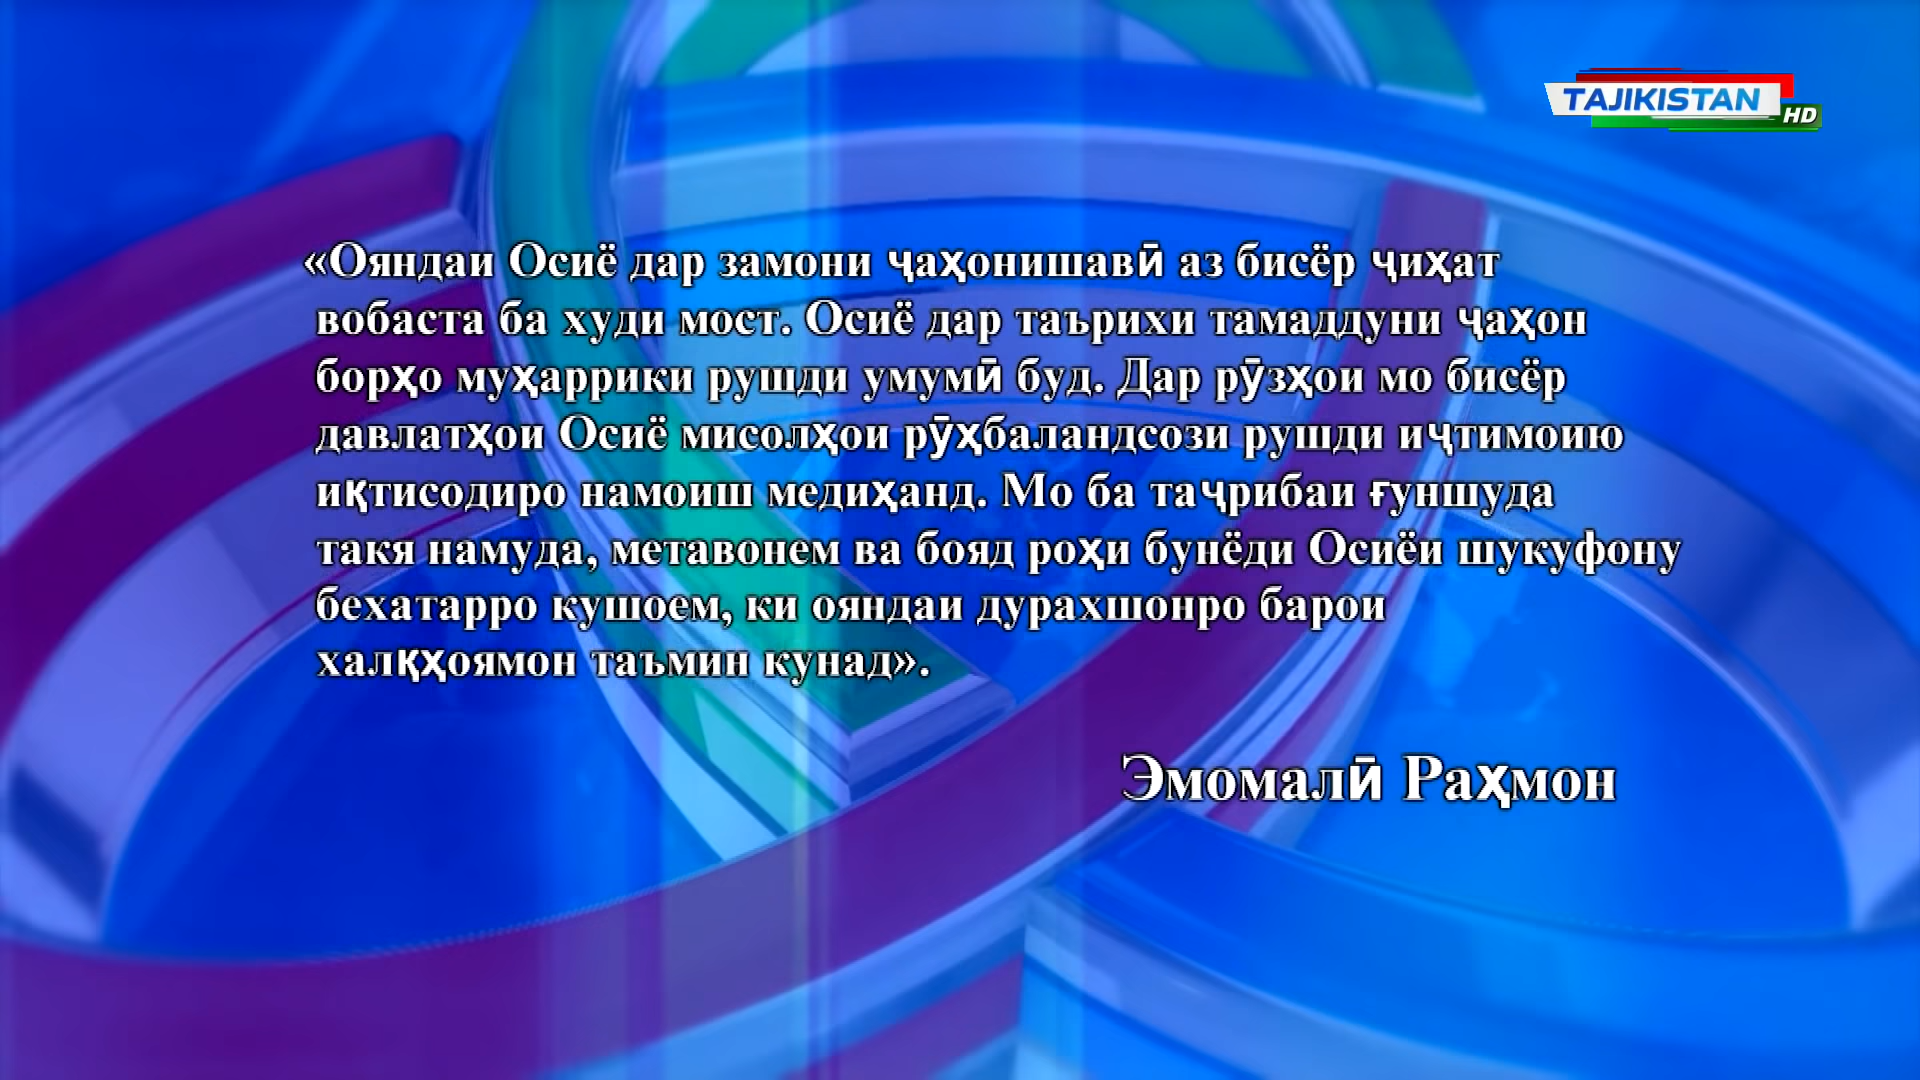 TAJIKISTAN
HD
«Ояндаи Осиё дар замони ҷаҳонишавӣ аз бисёр ҷиҳат
вобаста ба худи мост. Осиё дар таърихи тамаддуни ҷаҳон
борҳо муҳаррики рушди умумӣ буд. Дар рӯзҳои мо бисёр
давлатҳои Осиё мисолҳои рӯҳбаландсози рушди иҷтимоию
иқтисодиро намоиш медиҳанд. Мо ба таҷрибаи ғуншуда
такя намуда, метавонем ва бояд роҳи бунёди Осиёи шукуфону
бехатарро кушоем, ки ояндаи дурахшонро барои
халқҳоямон таъмин кунад».
Эмомалӣ Раҳмон